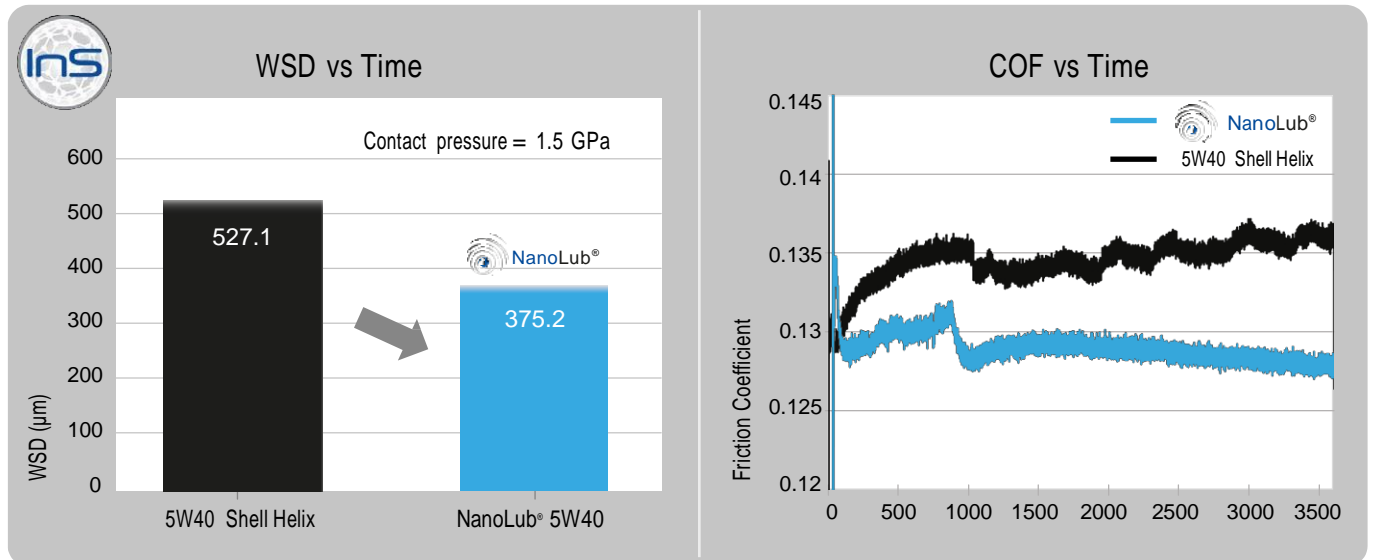 InS
WSD vs Time
Contact pressure = 1.5 GPa
600
500
400
300
200
100
0
WSD (µm)
527.1
NanoLub®
375.2
5W40 Shell Helix
NanoLub® 5W40
COF vs Time
0.145
0.14
0.135
0.13
0.125
0.12
Friction Coefficient
NanoLub®
5W40 Shell Helix
0 500 1000 1500 2000 2500 3000 3500